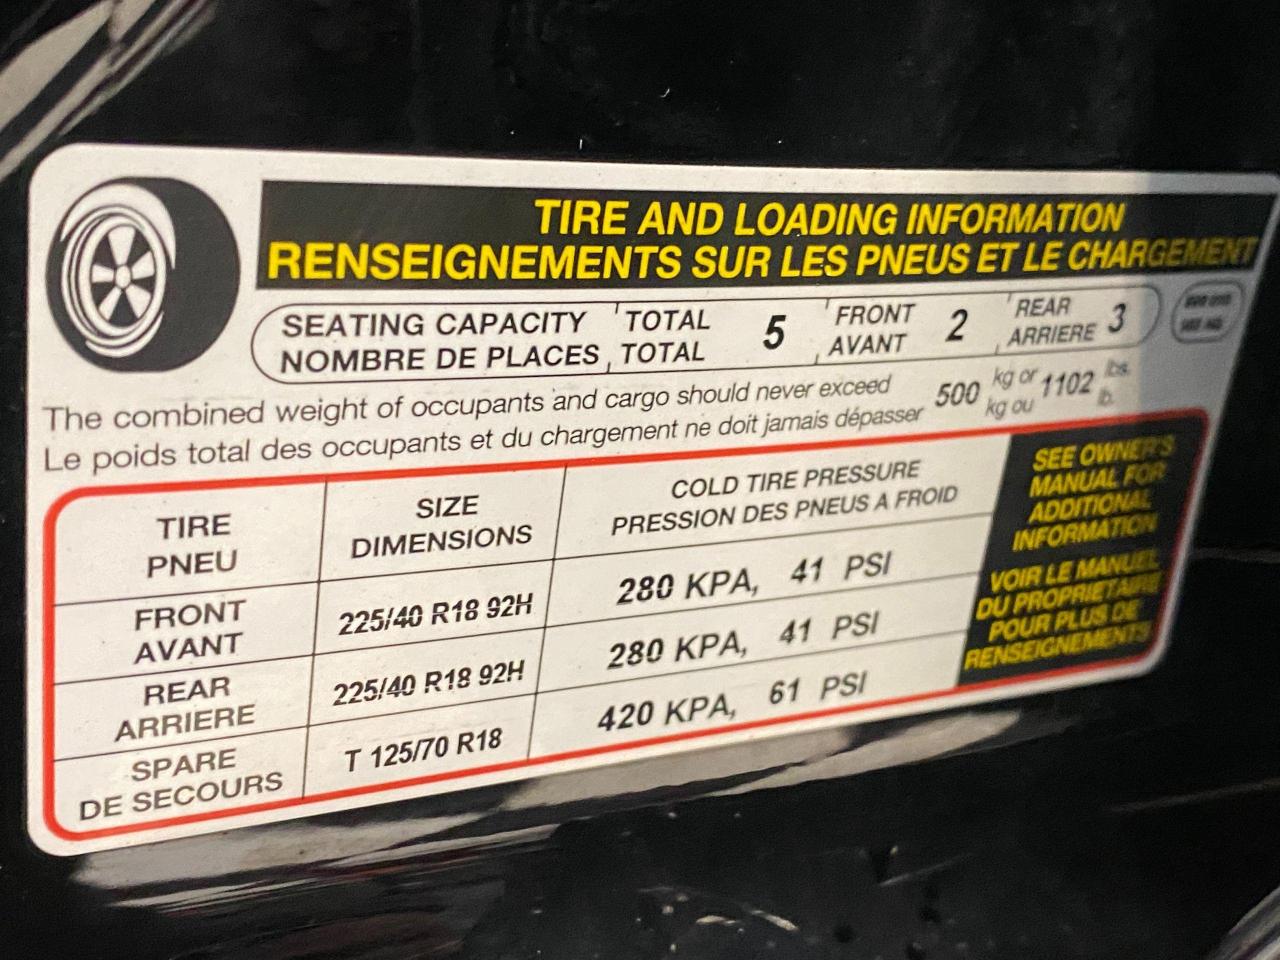 TIRE AND LOADING INFORMATION
RENSEIGNEMENTS SUR LES PNEUS ET LE CHARGEMENT
SEATING CAPACITY TOTAL 5 FRONT 2 REAR 3
NOMBRE DE PLACES TOTAL AVANT ARRIERE
The combined weight of occupants and cargo should never exceed 500 kg or 1102 lbs.
Le poids total des occupants et du chargement ne doit jamais dépasser kg ou lb.
TIRE SIZE COLD TIRE PRESSURE
PNEU DIMENSIONS PRESSION DES PNEUS A FROID
FRONT 225/40 R18 92H 280 KPA, 41 PSI
AVANT
REAR 225/40 R18 92H 280 KPA, 41 PSI
ARRIERE
SPARE T 125/70 R18 420 KPA, 61 PSI
DE SECOURS
SEE OWNER'S
MANUAL FOR
ADDITIONAL
INFORMATION
VOIR LE MANUEL
DU PROPRIETAIRE
POUR PLUS DE
RENSEIGNEMENTS